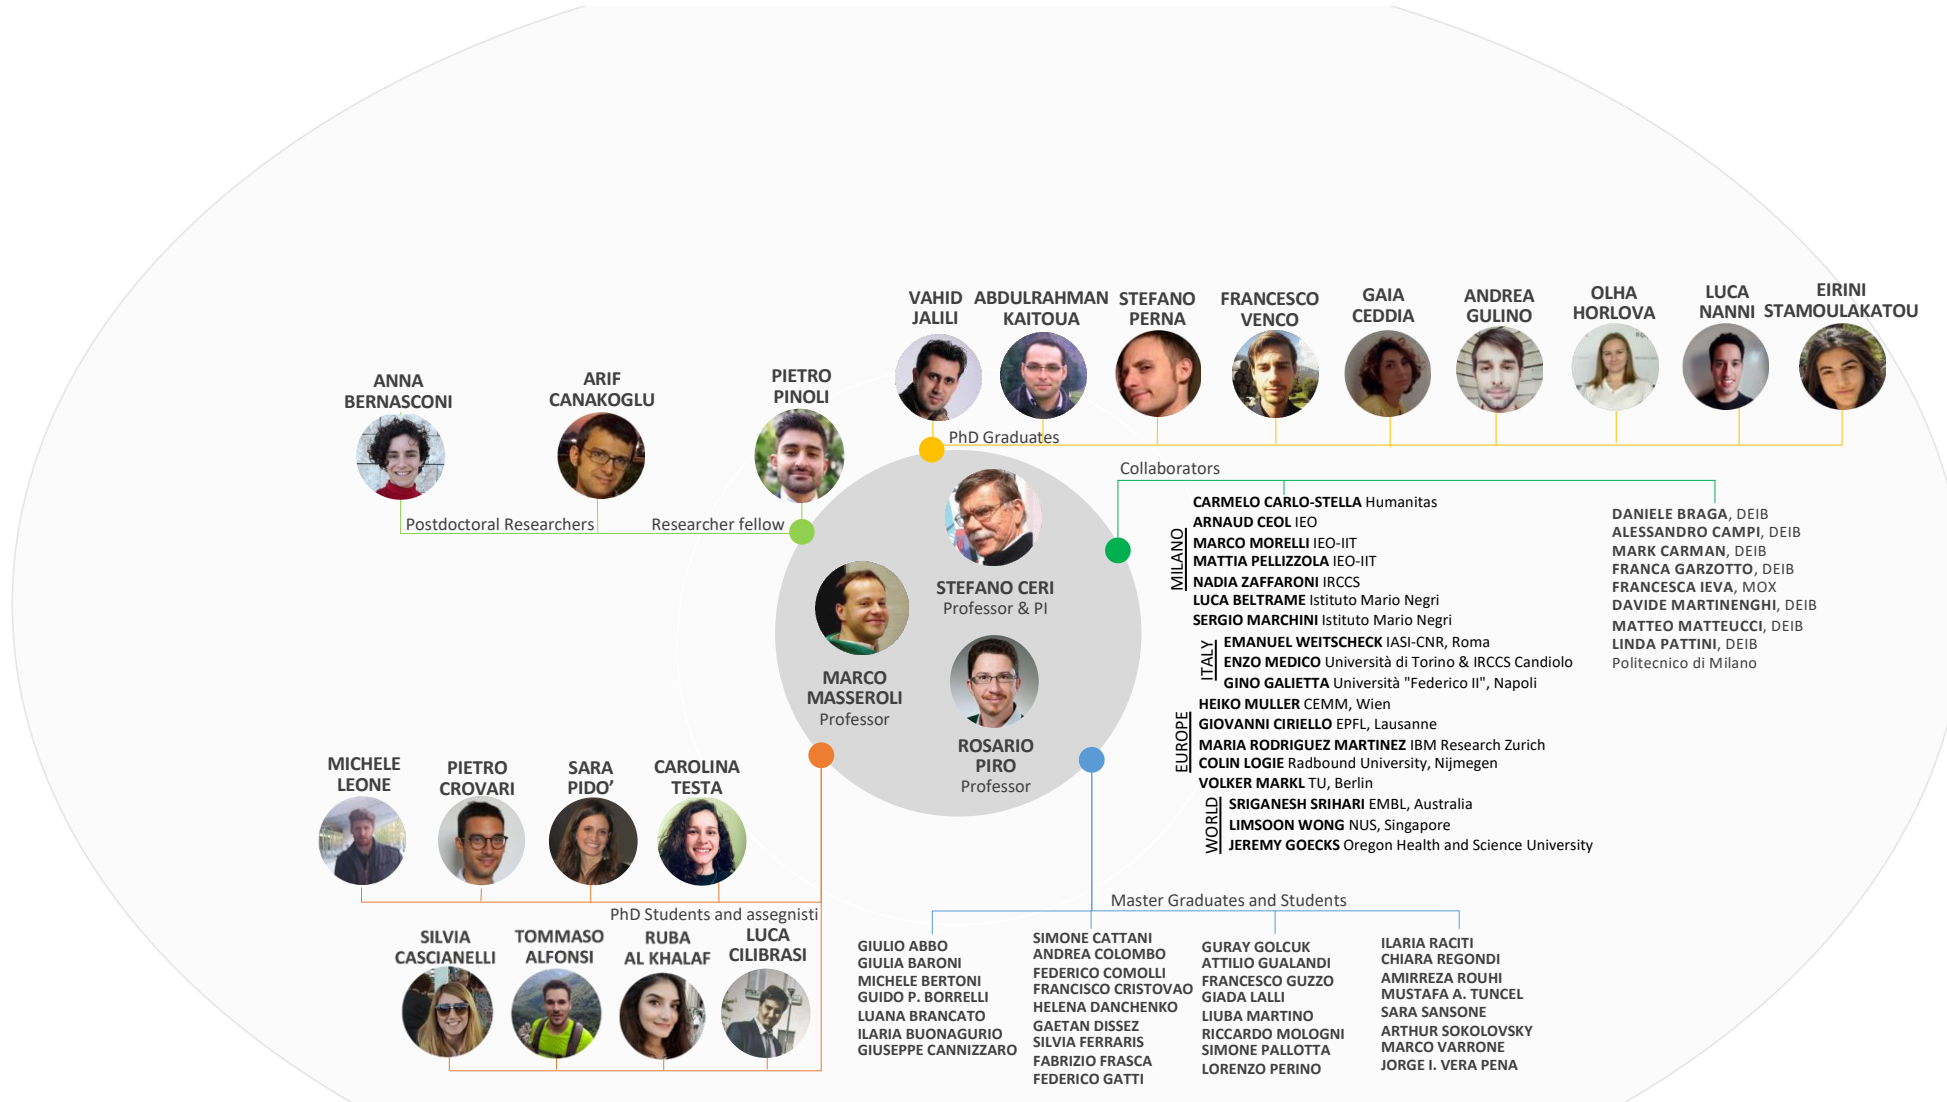 VAHID
JALILI
ABDULRAHMAN
KAITOUA
STEFANO
PERNA
FRANCESCO
VENCO
GAIA
CEDDIA
ANDREA
GULINO
OLHA
HORLOVA
LUCA
NANNI
EIRINI
STAMOULAKATOU
PhD Graduates
ANNA
BERNASCONI
ARIF
CANAKOGLU
PIETRO
PINOLI
Postdoctoral Researchers
Researcher fellow
STEFANO CERI
Professor & PI
MARCO
MASSEROLI
Professor
ROSARIO
PIRO
Professor
Collaborators
MILANO
CARMELO CARLO-STELLA Humanitas
ARNAUD CEOL IEO
MARCO MORELLI IEO-IIT
MATTIA PELLIZZOLA IEO-IIT
NADIA ZAFFARONI IRCCS
LUCA BELTRAME Istituto Mario Negri
SERGIO MARCHINI Istituto Mario Negri
ITALY
EMANUEL WEITSCHECK IASI-CNR, Roma
ENZO MEDICO Università di Torino & IRCCS Candiolo
GINO GALIETTA Università "Federico II", Napoli
EUROPE
HEIKO MULLER CEMM, Wien
GIOVANNI CIRIELLO EPFL, Lausanne
MARIA RODRIGUEZ MARTINEZ IBM Research Zurich
COLIN LOGIE Radbound University, Nijmegen
VOLKER MARKL TU, Berlin
WORLD
SRIGANESH SRIHARI EMBL, Australia
LIMSOON WONG NUS, Singapore
JEREMY GOECKS Oregon Health and Science University
DANIELE BRAGA, DEIB
ALESSANDRO CAMPI, DEIB
MARK CARMAN, DEIB
FRANCA GARZOTTO, DEIB
FRANCESCA IEVA, MOX
DAVIDE MARTINENGHI, DEIB
MATTEO MATTEUCCI, DEIB
LINDA PATTINI, DEIB
Politecnico di Milano
MICHELE
LEONE
PIETRO
CROVARI
SARA
PIDO’
CAROLINA
TESTA
PhD Students and assegnisti
SILVIA
CASCIANELLI
TOMMASO
ALFONSI
RUBA
AL KHALAF
LUCA
CILIBRASI
Master Graduates and Students
GIULIO ABBO
GIULIA BARONI
MICHELE BERTONI
GUIDO P. BORRELLI
LUANA BRANCATO
ILARIA BUONAGURIO
GIUSEPPE CANNIZZARO
SIMONE CATTANI
ANDREA COLOMBO
FEDERICO COMOLLI
FRANCISCO CRISTOVAO
HELENA DANCHENKO
GAETAN DISSEZ
SILVIA FERRARIS
FABRIZIO FRASCA
FEDERICO GATTI
GURAY GOLCUK
ATTILIO GUALANDI
FRANCESCO GUZZO
GIADA LALLI
LIUBA MARTINO
RICCARDO MOLOGNI
SIMONE PALLOTTA
LORENZO PERINO
ILARIA RACITI
CHIARA REGONDI
AMIRREZA ROUHI
MUSTAFA A. TUNCEL
SARA SANSONE
ARTHUR SOKOLOVSKY
MARCO VARRONE
JORGE I. VERA PENA